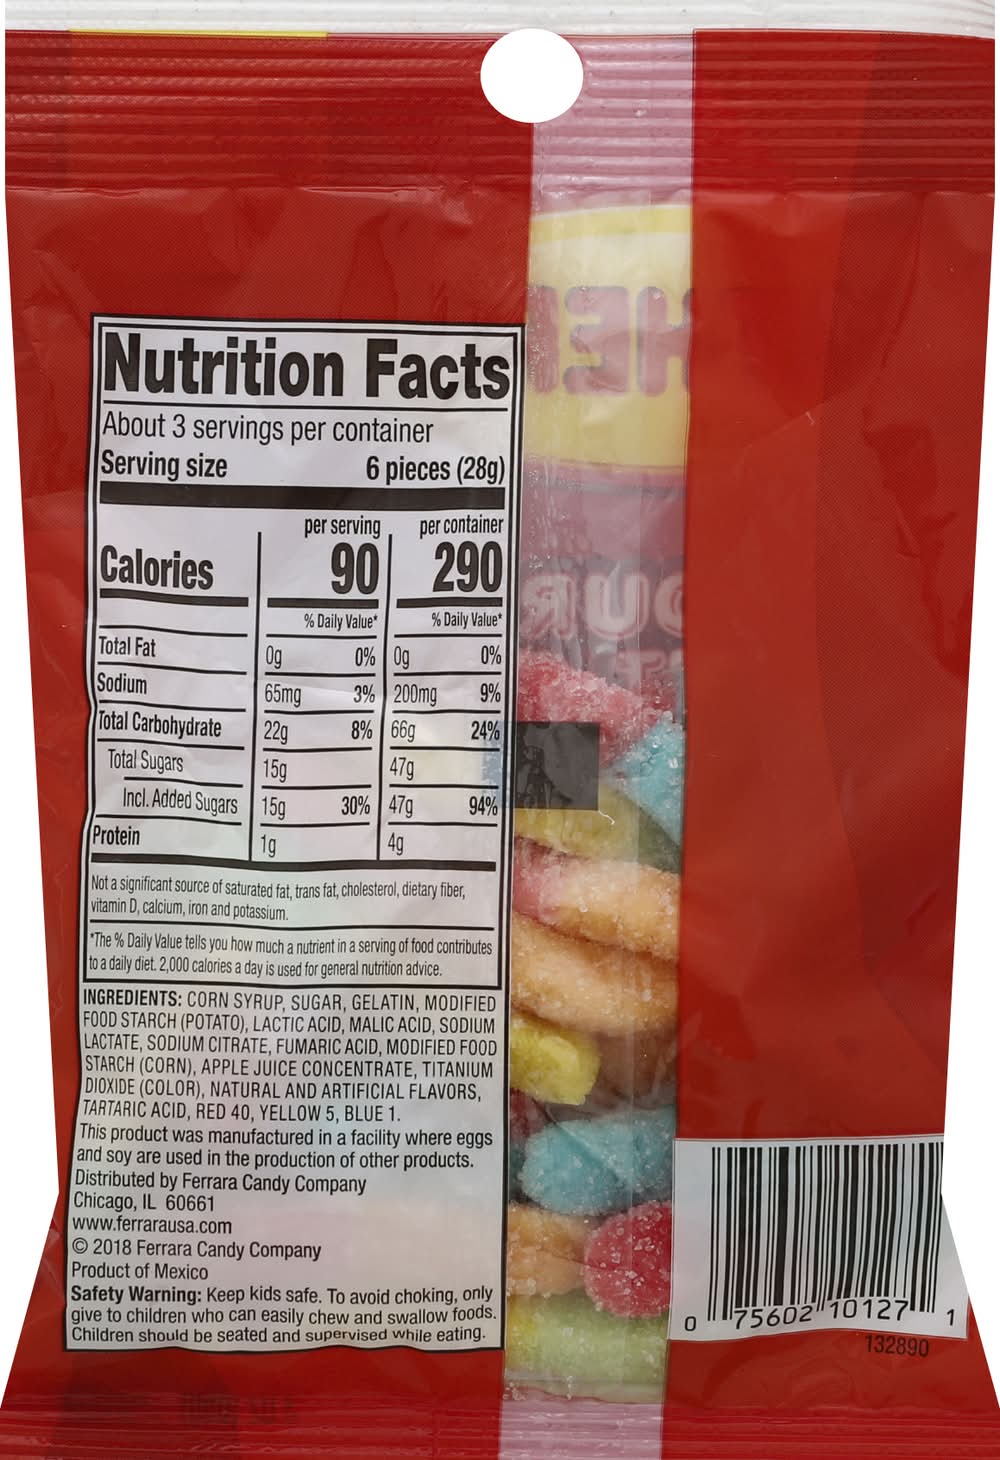 Nutrition Facts
About 3 servings per container
Serving size 6 pieces (28g)
per serving per container
Calories 90 290
% Daily Value* % Daily Value*
Total Fat 0g 0% 0g 0%
Sodium 65mg 3% 200mg 9%
Total Carbohydrate 22g 8% 66g 24%
Total Sugars 15g 47g
Incl. Added Sugars 15g 30% 47g 94%
Protein 1g 4g
Not a significant source of saturated fat, trans fat, cholesterol, dietary fiber,
vitamin D, calcium, iron and potassium.
*The % Daily Value tells you how much a nutrient in a serving of food contributes
to a daily diet. 2,000 calories a day is used for general nutrition advice.
INGREDIENTS: CORN SYRUP, SUGAR, GELATIN, MODIFIED
FOOD STARCH (POTATO), LACTIC ACID, MALIC ACID, SODIUM
LACTATE, SODIUM CITRATE, FUMARIC ACID, MODIFIED FOOD
STARCH (CORN), APPLE JUICE CONCENTRATE, TITANIUM
DIOXIDE (COLOR), NATURAL AND ARTIFICIAL FLAVORS,
TARTARIC ACID, RED 40, YELLOW 5, BLUE 1.
This product was manufactured in a facility where eggs
and soy are used in the production of other products.
Distributed by Ferrara Candy Company
Chicago, IL 60661
www.ferrarausa.com
© 2018 Ferrara Candy Company
Product of Mexico
Safety Warning: Keep kids safe. To avoid choking, only
give to children who can easily chew and swallow foods.
Children should be seated and supervised while eating.
0 75602 10127 1
132890